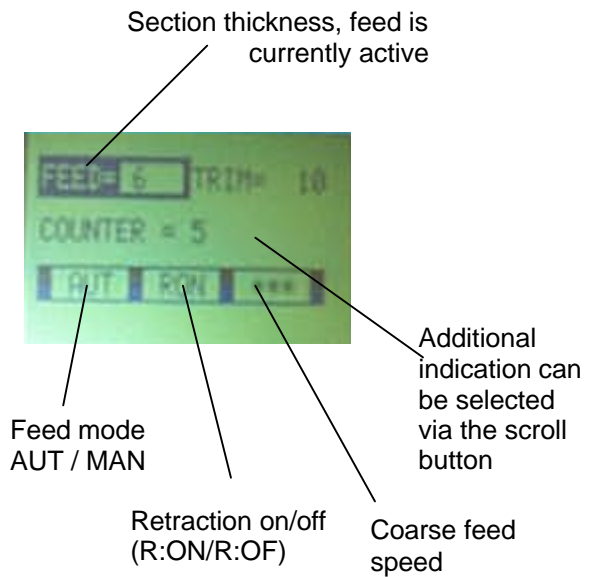 Section thickness, feed is
currently active
FEED= 6 TRIM= 10
COUNTER = 5
AUT RON ***
Additional
indication can
be selected
via the scroll
button
Feed mode
AUT / MAN
Retraction on/off
(R:ON/R:OF)
Coarse feed
speed